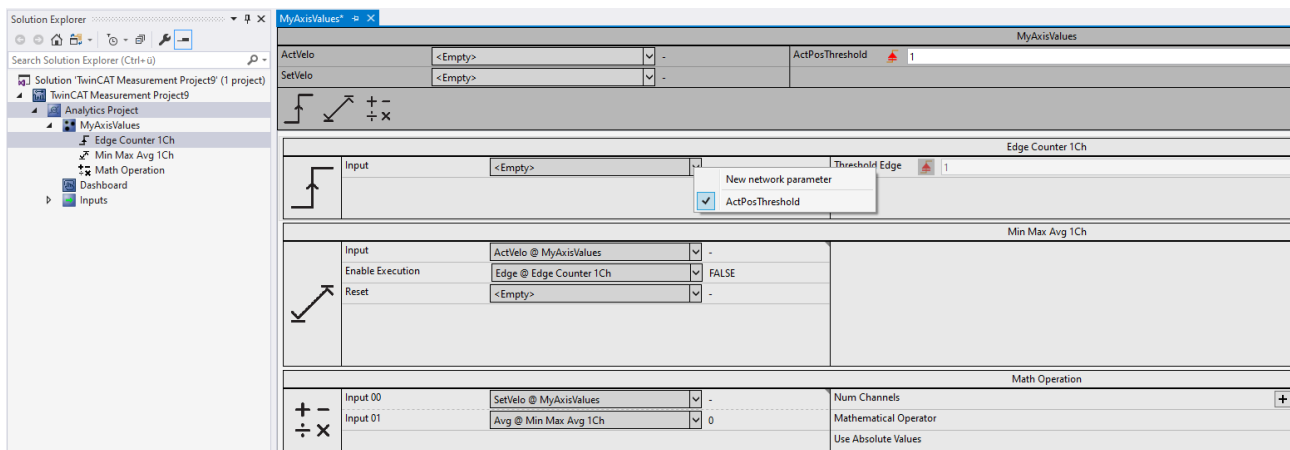 Solution Explorer
Search Solution Explorer (Ctrl+ü)
Solution 'TwinCAT Measurement Project9' (1 project)
TwinCAT Measurement Project9
Analytics Project
MyAxisValues
Edge Counter 1Ch
Min Max Avg 1Ch
Math Operation
Dashboard
Inputs
MyAxisValues*
MyAxisValues
ActVelo <Empty> - ActPosThreshold 1
SetVelo <Empty> -
Edge Counter 1Ch
Input <Empty> Threshold Edge 1
New network parameter
ActPosThreshold
Min Max Avg 1Ch
Input ActVelo @ MyAxisValues -
Enable Execution Edge @ Edge Counter 1Ch FALSE
Reset <Empty> -
Math Operation
Input 00 SetVelo @ MyAxisValues - Num Channels +
Input 01 Avg @ Min Max Avg 1Ch 0 Mathematical Operator
Use Absolute Values